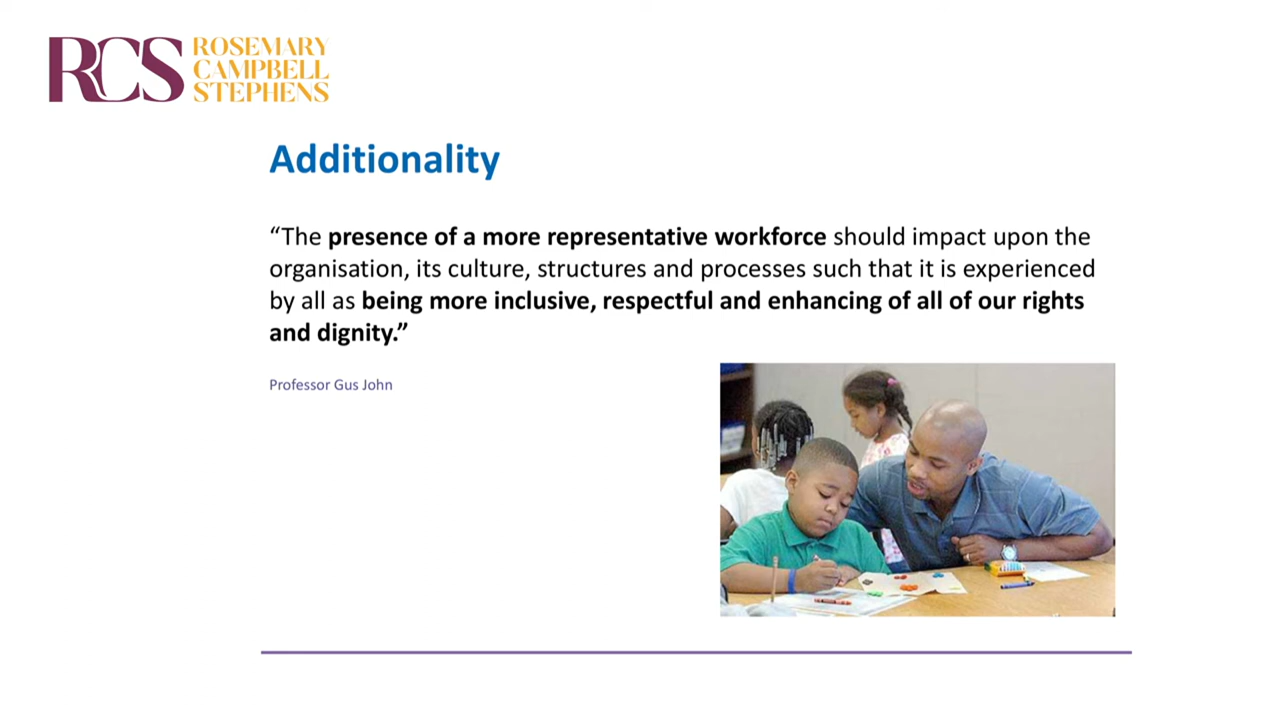 RCS
ROSEMARY
CAMPBELL
STEPHENS
Additionality
“The presence of a more representative workforce should impact upon the
organisation, its culture, structures and processes such that it is experienced
by all as being more inclusive, respectful and enhancing of all of our rights
and dignity.”
Professor Gus John